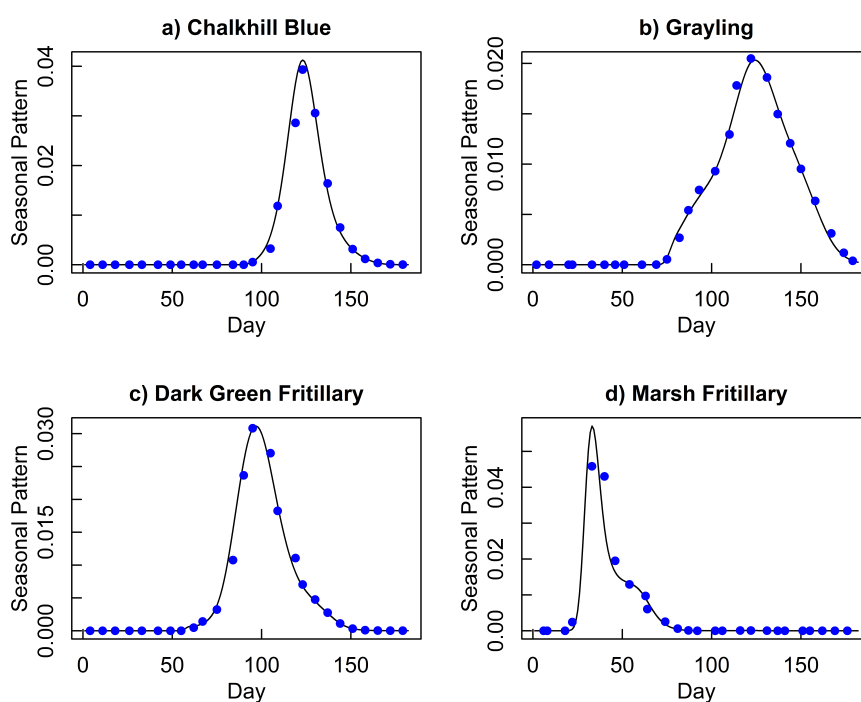 a) Chalkhill Blue
Seasonal Pattern
0.00 0.02 0.04
0 50 100 150
Day
b) Grayling
Seasonal Pattern
0.000 0.010 0.020
0 50 100 150
Day
c) Dark Green Fritillary
Seasonal Pattern
0.000 0.015 0.030
0 50 100 150
Day
d) Marsh Fritillary
Seasonal Pattern
0.00 0.02 0.04
0 50 100 150
Day